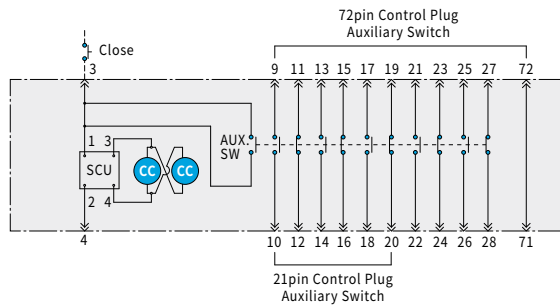 72pin Control Plug
Auxiliary Switch
Close
3 9 11 13 15 17 19 21 23 25 27 72
AUX.
SW
1 3
SCU CC CC
2 4
4 10 12 14 16 18 20 22 24 26 28 71
21pin Control Plug
Auxiliary Switch